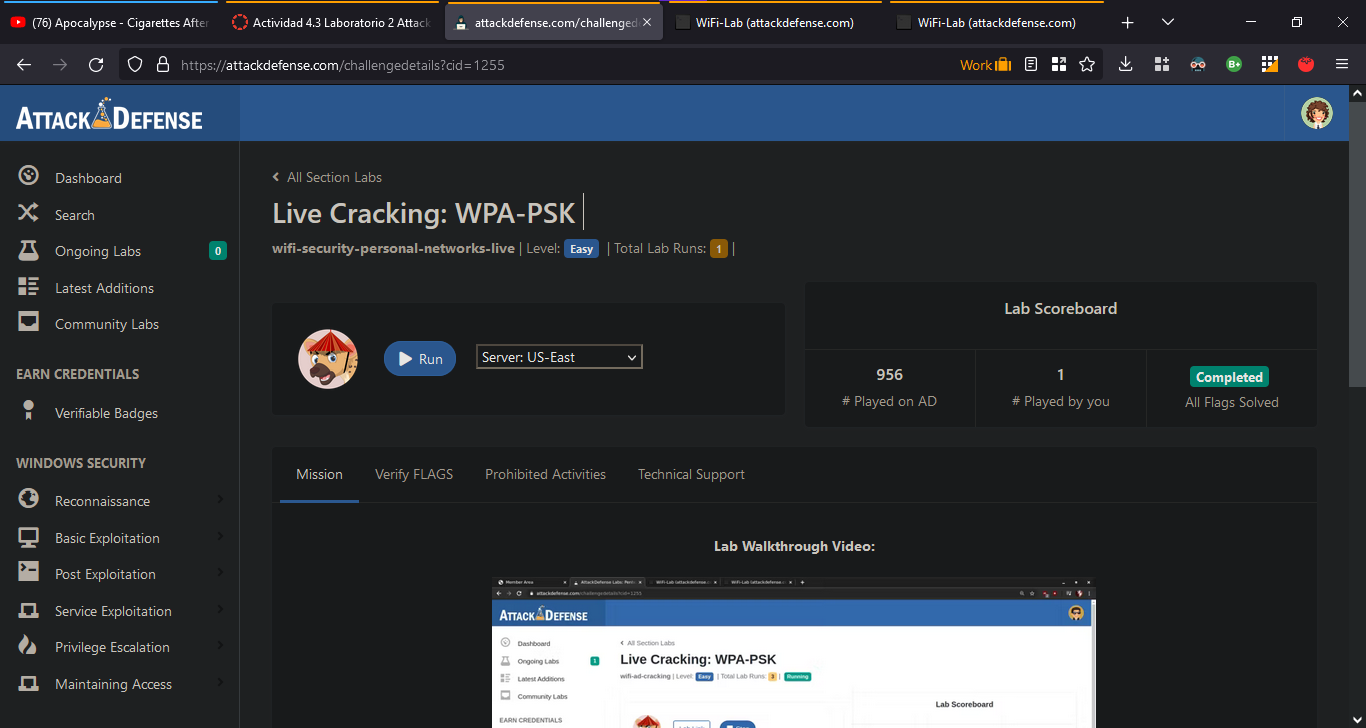 (76) Apocalypse - Cigarettes After
Actividad 4.3 Laboratorio 2 Attack
attackdefense.com/challengede
WiFi-Lab (attackdefense.com)
WiFi-Lab (attackdefense.com)
https://attackdefense.com/challengedetails?cid=1255
Work
B+
ATTACK DEFENSE
Dashboard
Search
Ongoing Labs 0
Latest Additions
Community Labs
EARN CREDENTIALS
Verifiable Badges
WINDOWS SECURITY
Reconnaissance
Basic Exploitation
Post Exploitation
Service Exploitation
Privilege Escalation
Maintaining Access
All Section Labs
Live Cracking: WPA-PSK
wifi-security-personal-networks-live | Level: Easy | Total Lab Runs: 1 |
Run
Server: US-East
Lab Scoreboard
956
# Played on AD
1
# Played by you
Completed
All Flags Solved
Mission
Verify FLAGS
Prohibited Activities
Technical Support
Lab Walkthrough Video:
Member Area
AttackDefense Labs: Pent
WiFi-Lab (attackdefense.c
WiFi-Lab (attackdefense.c
attackdefense.com/challengedetails?cid=1255
ATTACK DEFENSE
Dashboard
Ongoing Labs 1
Latest Additions
Community Labs
EARN CREDENTIALS
All Section Labs
Live Cracking: WPA-PSK
wifi-ad-cracking | Level: Easy | Total Lab Runs: 3 | Running
Lab Scoreboard